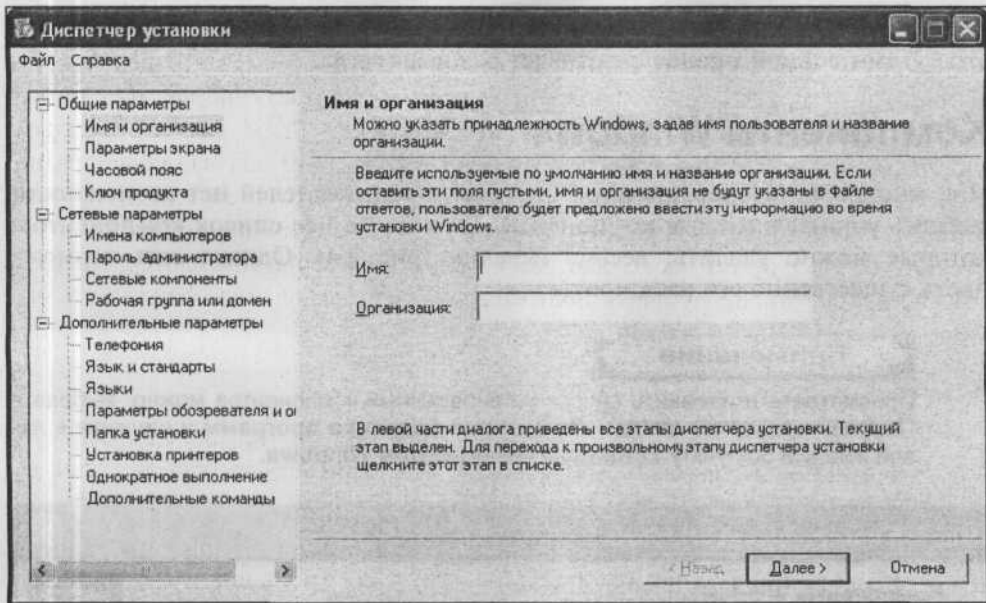 Диспетчер установки
Файл Справка
Общие параметры
Имя и организация
Параметры экрана
Часовой пояс
Ключ продукта
Сетевые параметры
Имена компьютеров
Пароль администратора
Сетевые компоненты
Рабочая группа или домен
Дополнительные параметры
Телефония
Язык и стандарты
Языки
Параметры обозревателя и
Папка установки
Установка принтеров
Однократное выполнение
Дополнительные команды
Имя и организация
Можно указать принадлежность Windows, задав имя пользователя и название
организации.
Введите используемые по умолчанию имя и название организации. Если
оставить эти поля пустыми, имя и организация не будут указаны в файле
ответов, пользователю будет предложено ввести эту информацию во время
установки Windows.
Имя:
Организация:
В левой части диалога приведены все этапы диспетчера установки. Текущий
этап выделен. Для перехода к произвольному этапу диспетчера установки
щелкните этот этап в списке.
< Назад
Далее >
Отмена